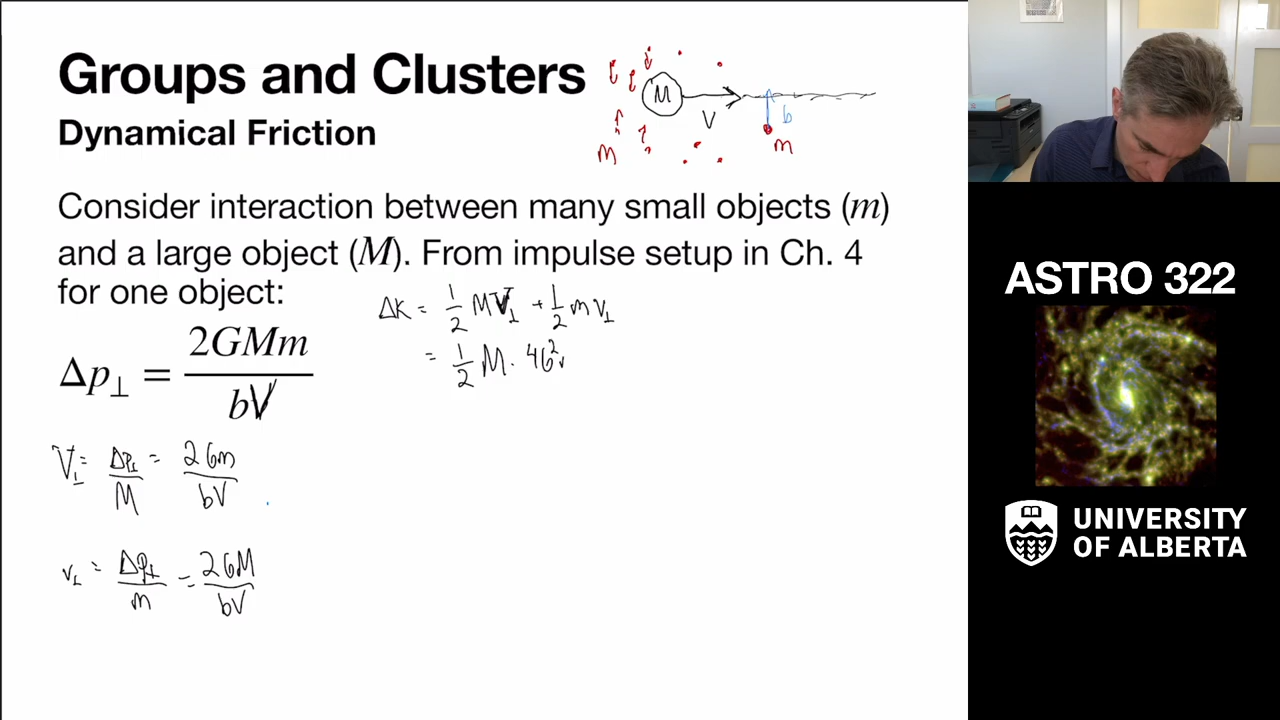 Groups and Clusters
Dynamical Friction
M
V
b
m
m
Consider interaction between many small objects (m)
and a large object (M). From impulse setup in Ch. 4
for one object:
Δp⊥ = 2GMm / bV
ΔK = 1/2 MV⊥ + 1/2 mv⊥
= 1/2 M · 4G²
V⊥ = Δp⊥ / M = 2Gm / bV
v⊥ = Δp⊥ / m = 2GM / bV
ASTRO 322
UNIVERSITY
OF ALBERTA